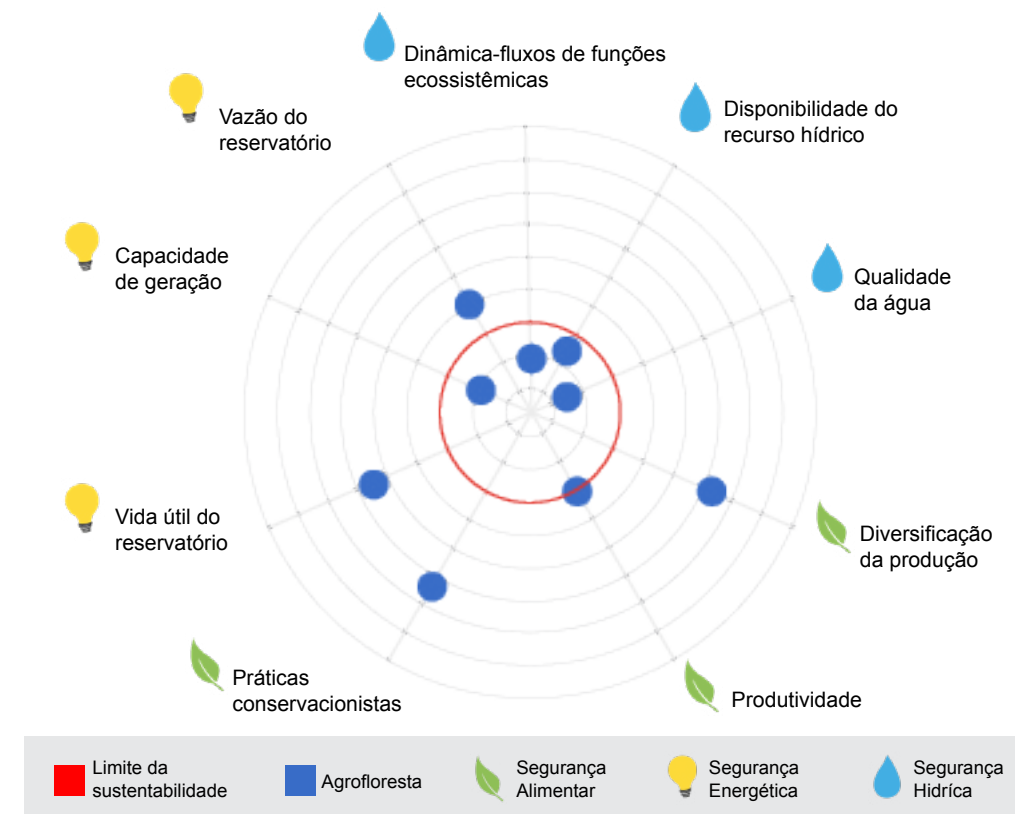 Dinâmica-fluxos de funções
ecossistêmicas
Vazão do
reservatório
Disponibilidade do
recurso hídrico
Capacidade
de geração
Qualidade
da água
Vida útil do
reservatório
Diversificação
da produção
Práticas
conservacionistas
Produtividade
Limite da
sustentabilidade
Agrofloresta
Segurança
Alimentar
Segurança
Energética
Segurança
Hidríca